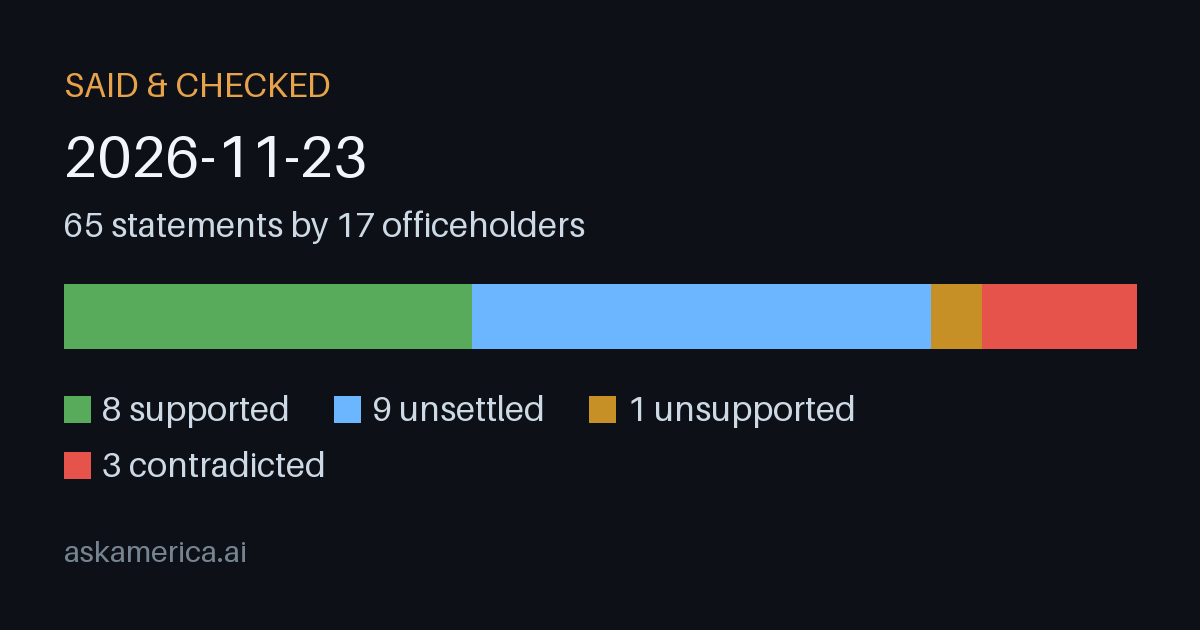 SAID & CHECKED
2026-11-23
65 statements by 17 officeholders
8 supported 9 unsettled 1 unsupported
3 contradicted
askamerica.ai